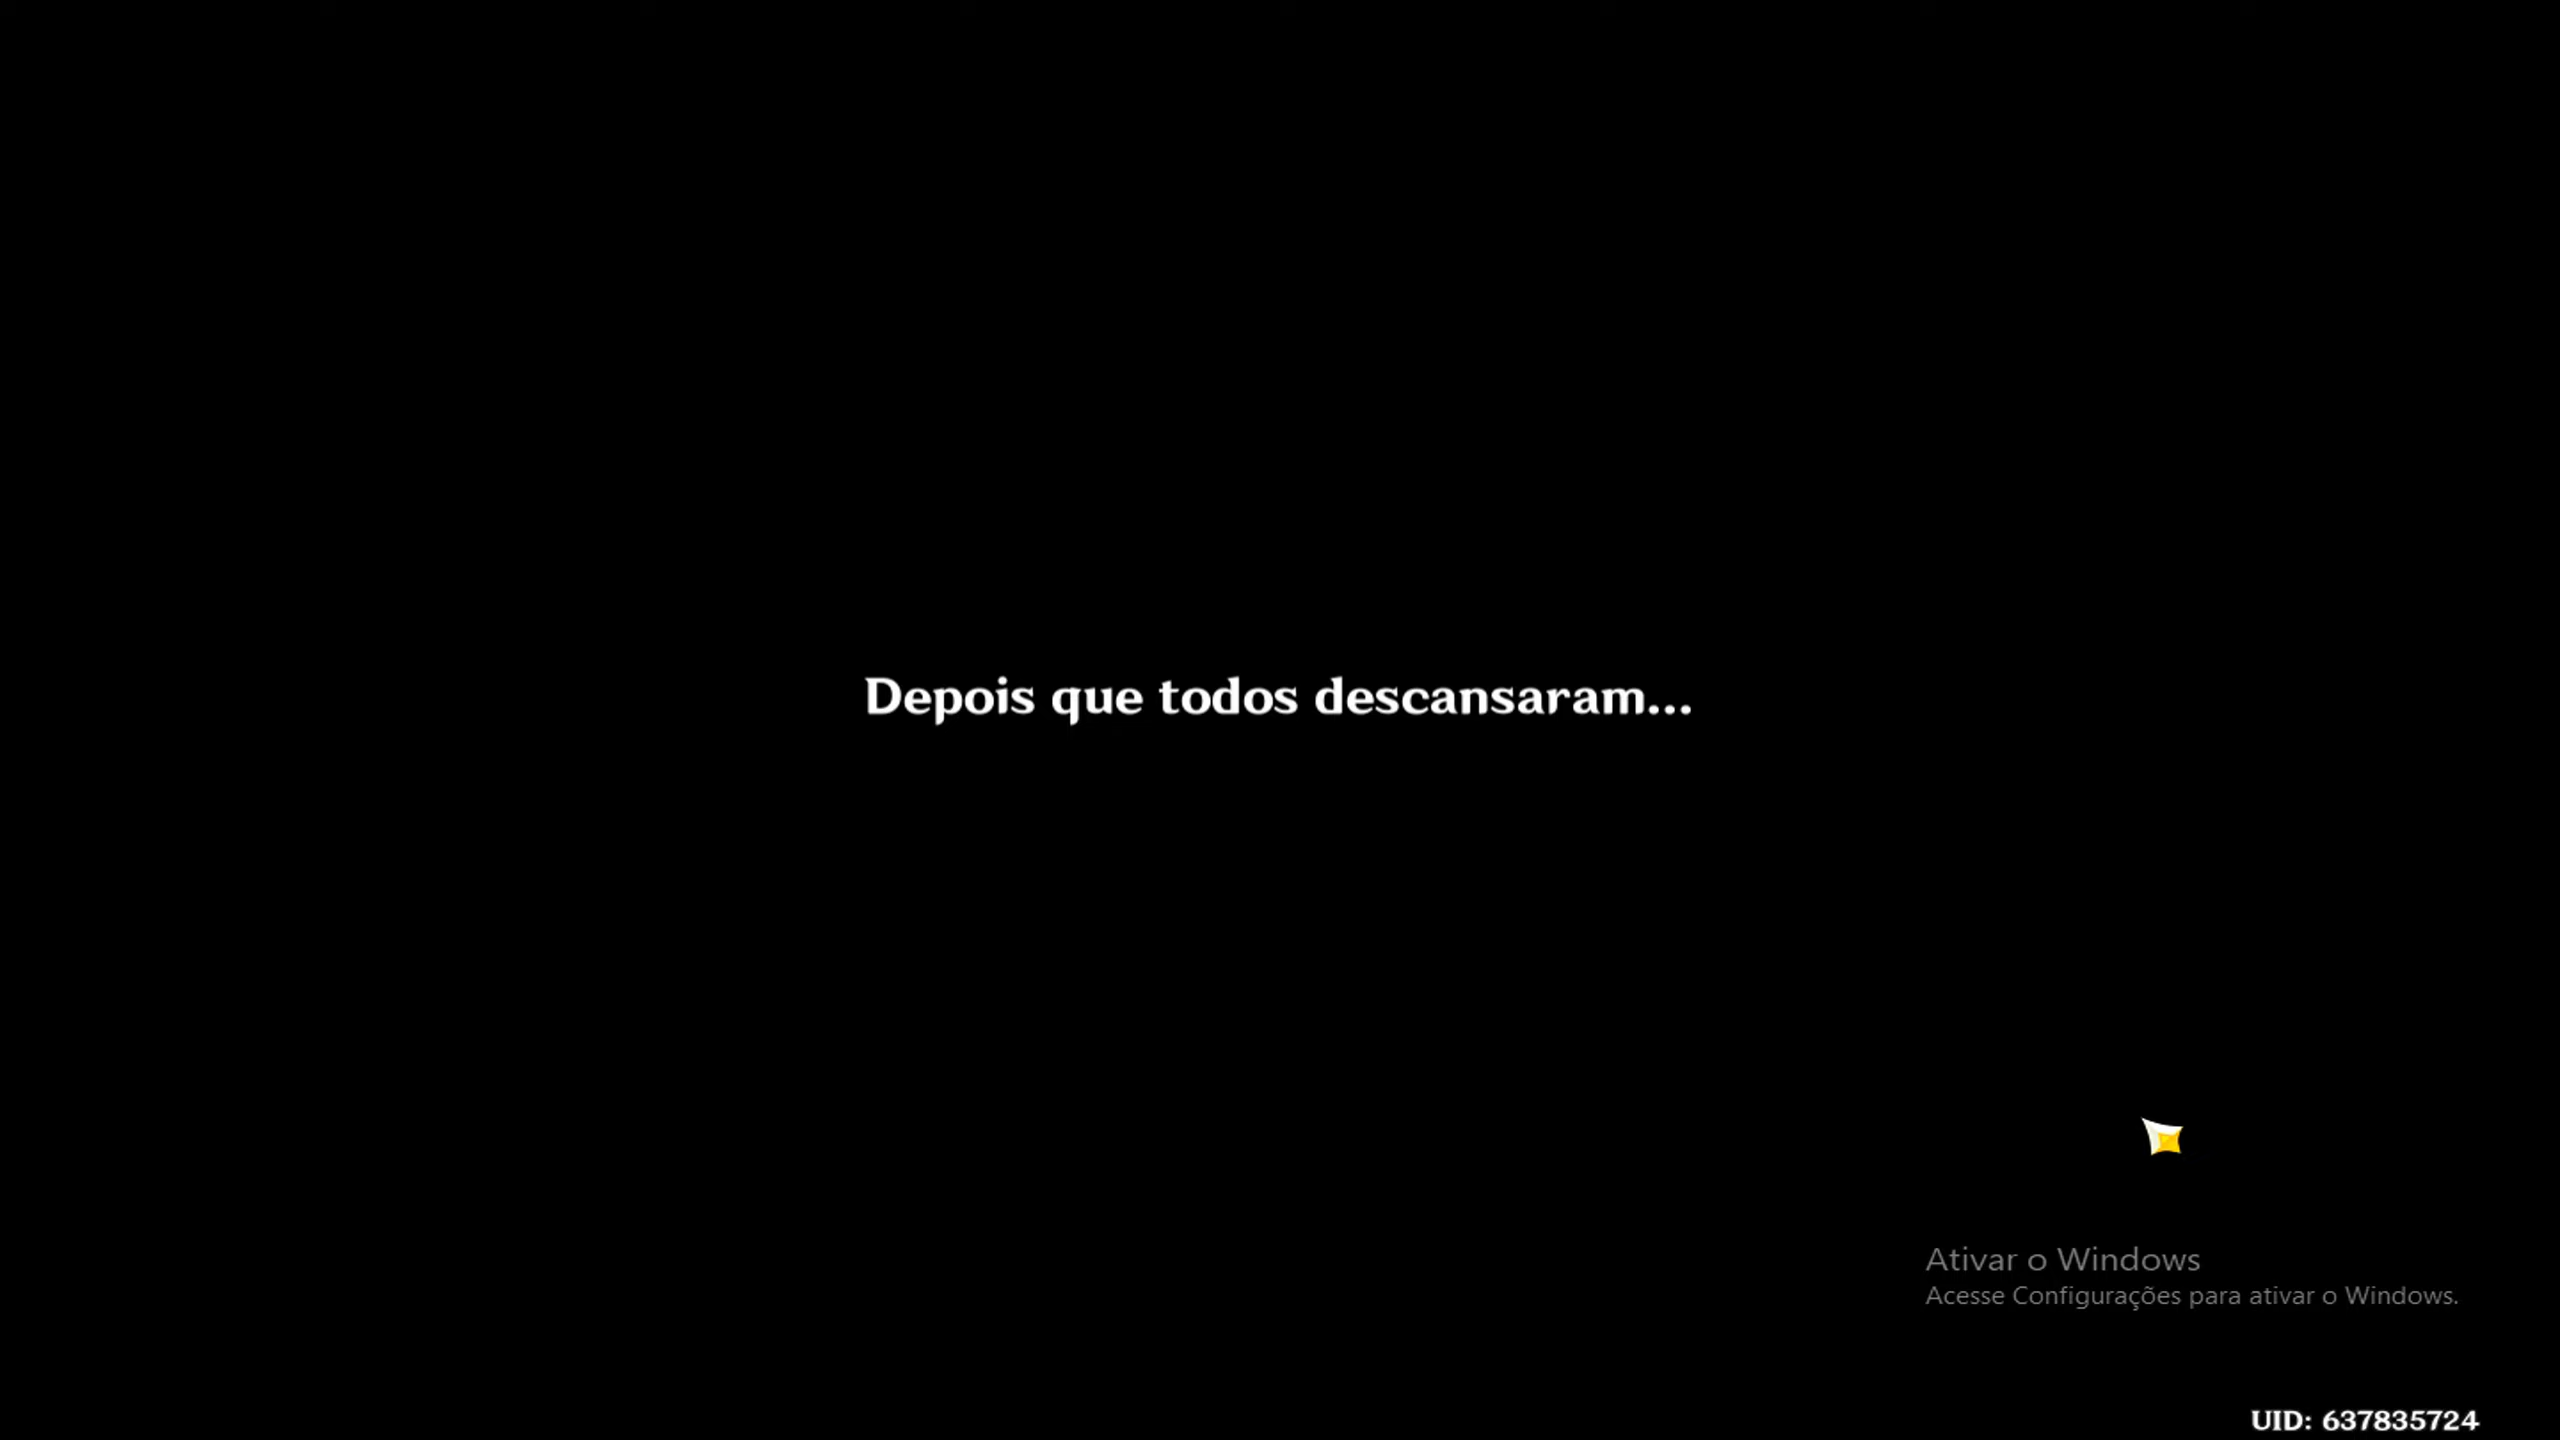 Depois que todos descansaram...
Ativar o Windows
Acesse Configurações para ativar o Windows.
UID: 637835724